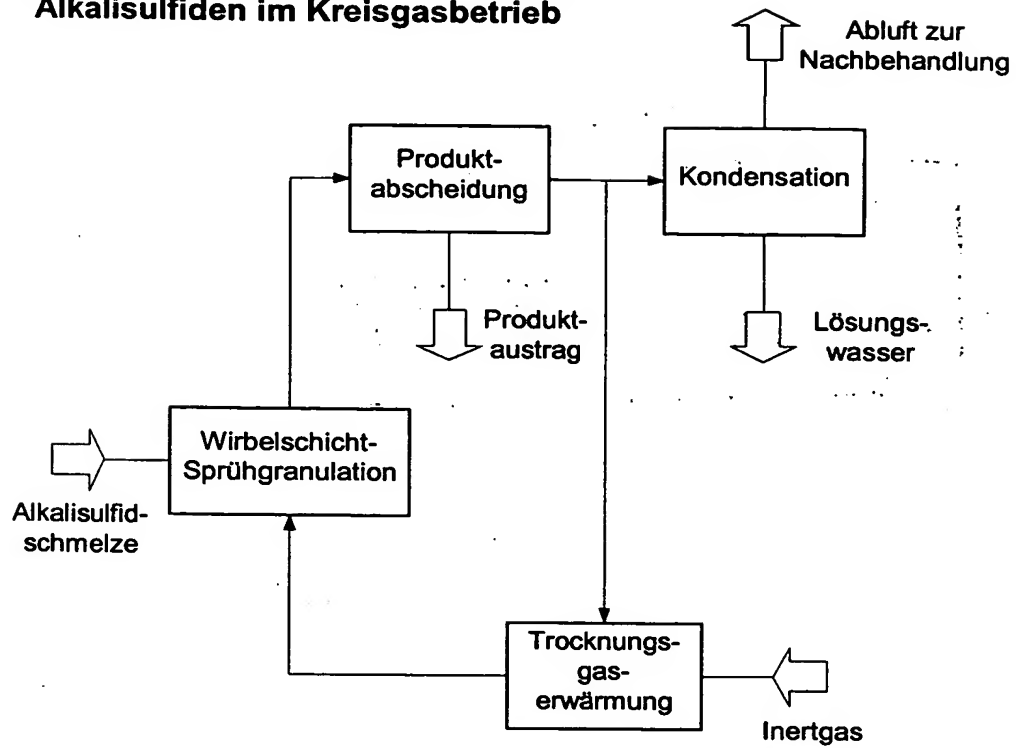 Alkalisulfiden im Kreisgasbetrieb
Abluft zur
Nachbehandlung
Produkt-
abscheidung
Kondensation
Produkt-
austrag
Lösungs-
wasser
Wirbelschicht-
Sprühgranulation
Alkalisulfid-
schmelze
Trocknungs-
gas-
erwärmung
Inertgas